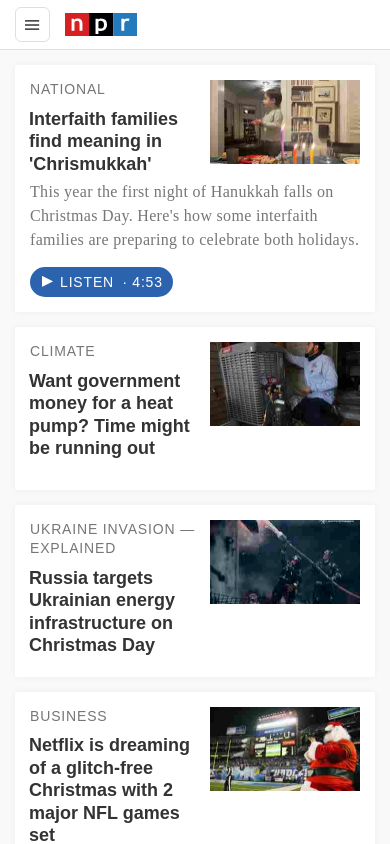 npr
NATIONAL
Interfaith families
find meaning in
'Chrismukkah'
This year the first night of Hanukkah falls on
Christmas Day. Here's how some interfaith
families are preparing to celebrate both holidays.
LISTEN · 4:53
CLIMATE
Want government
money for a heat
pump? Time might
be running out
UKRAINE INVASION —
EXPLAINED
Russia targets
Ukrainian energy
infrastructure on
Christmas Day
BUSINESS
Netflix is dreaming
of a glitch-free
Christmas with 2
major NFL games
set